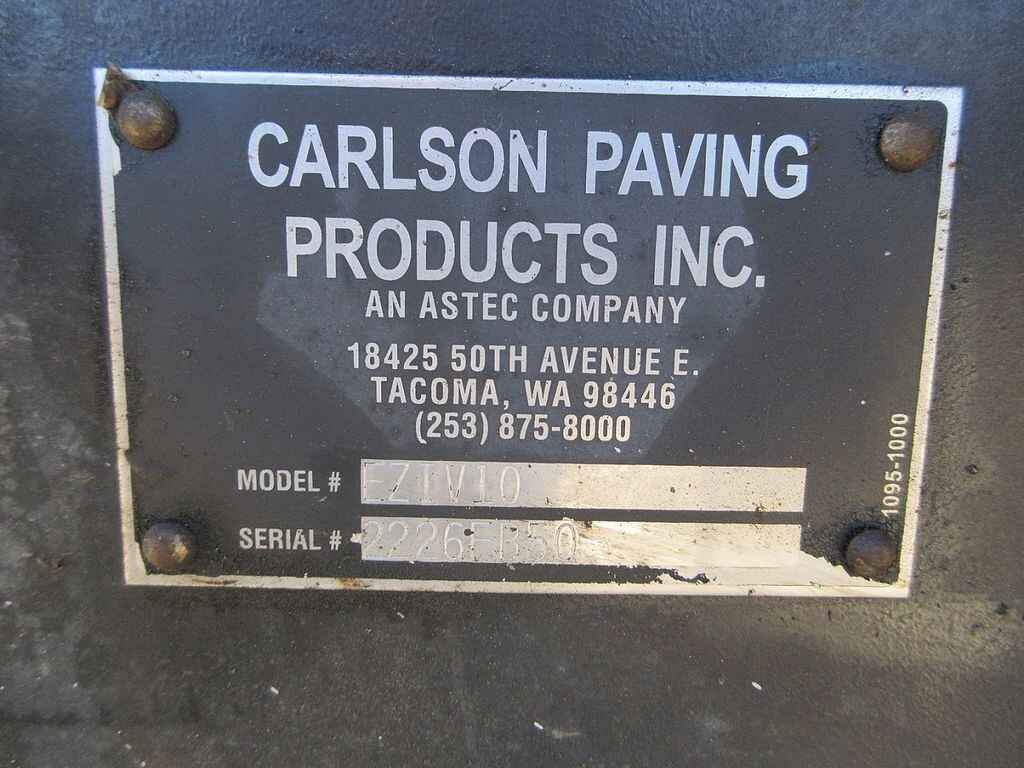 CARLSON PAVING
PRODUCTS INC.
AN ASTEC COMPANY
18425 50TH AVENUE E.
TACOMA, WA 98446
(253) 875-8000
MODEL # EZIV10
SERIAL #
1095-1000